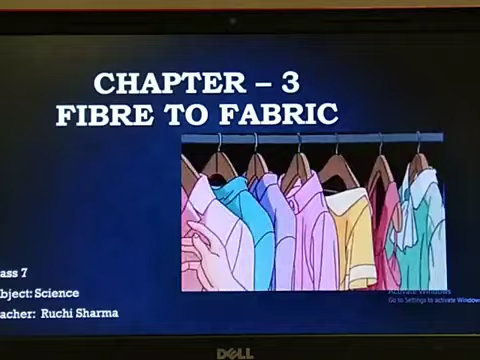 CHAPTER – 3
FIBRE TO FABRIC
ass 7
bject: Science
acher: Ruchi Sharma
Activate Windows
Go to Settings to activate Windows
DELL